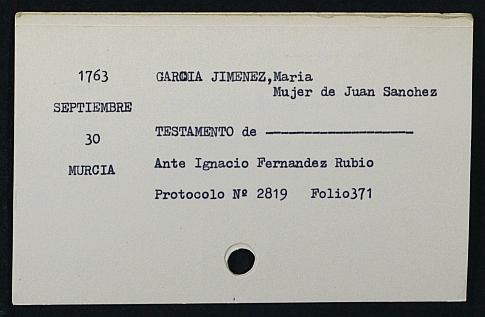 1763 GARCIA JIMENEZ,Maria
Mujer de Juan Sanchez
SEPTIEMBRE
30 TESTAMENTO de -------------------
MURCIA Ante Ignacio Fernandez Rubio
Protocolo Nº 2819 Folio371